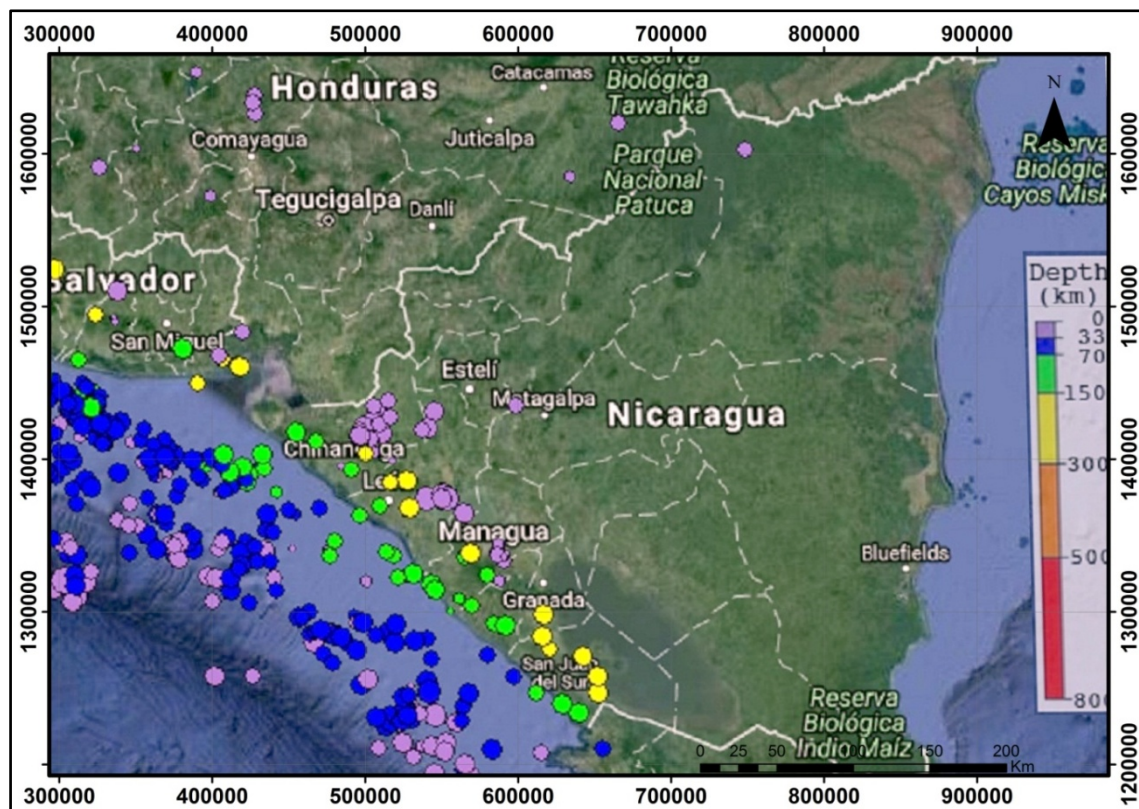 300000 400000 500000 600000 700000 800000 900000
Honduras
Catacamas
Reserva
Biológica
Tawahka
N
Comayagua
Juticalpa
1600000
1600000
Reserva
Biológica
Cayos Misk
Parque
Nacional
Patuca
Tegucigalpa
Danlí
Salvador
1500000
1500000
Depth
(km)
0
33
70
150
300
500
800
San Miguel
Estelí
Matagalpa
Nicaragua
Chinandega
1400000
1400000
León
Managua
Bluefields
Granada
1300000
1300000
San Juan
del Sur
Reserva
Biológica
Indio Maíz
0 25 50 100 150 200
Km
1200000
1200000
300000 400000 500000 600000 700000 800000 900000